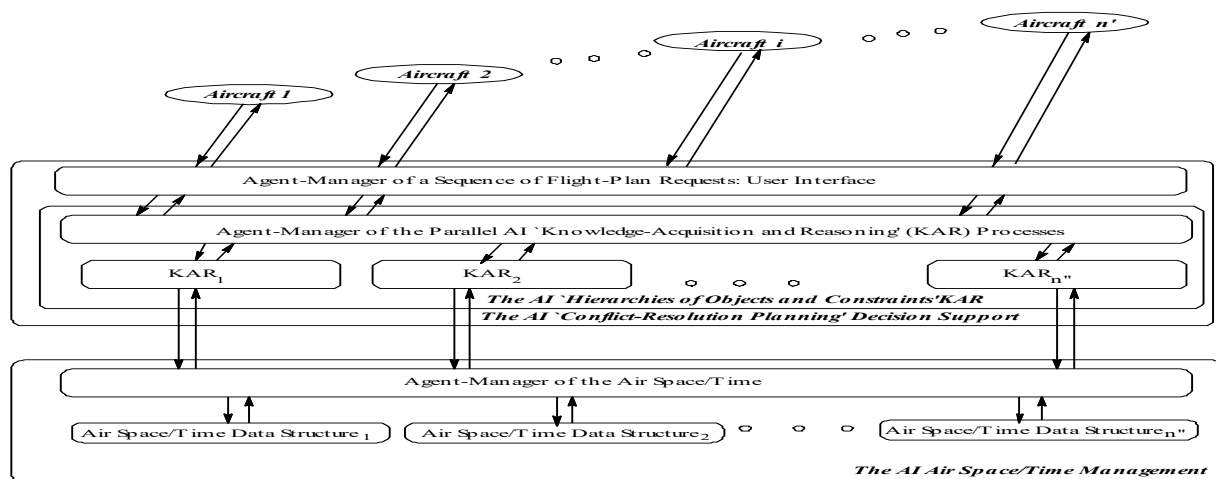 Aircraft 1
Aircraft 2
Aircraft i
Aircraft n'
Agent-Manager of a Sequence of Flight-Plan Requests: User Interface
Agent-Manager of the Parallel AI `Knowledge-Acquisition and Reasoning' (KAR) Processes
KAR1
KAR2
KARn"
The AI `Hierarchies of Objects and Constraints'KAR
The AI `Conflict-Resolution Planning' Decision Support
Agent-Manager of the Air Space/Time
Air Space/Time Data Structure1
Air Space/Time Data Structure2
Air Space/Time Data Structuren"
The AI Air Space/Time Management